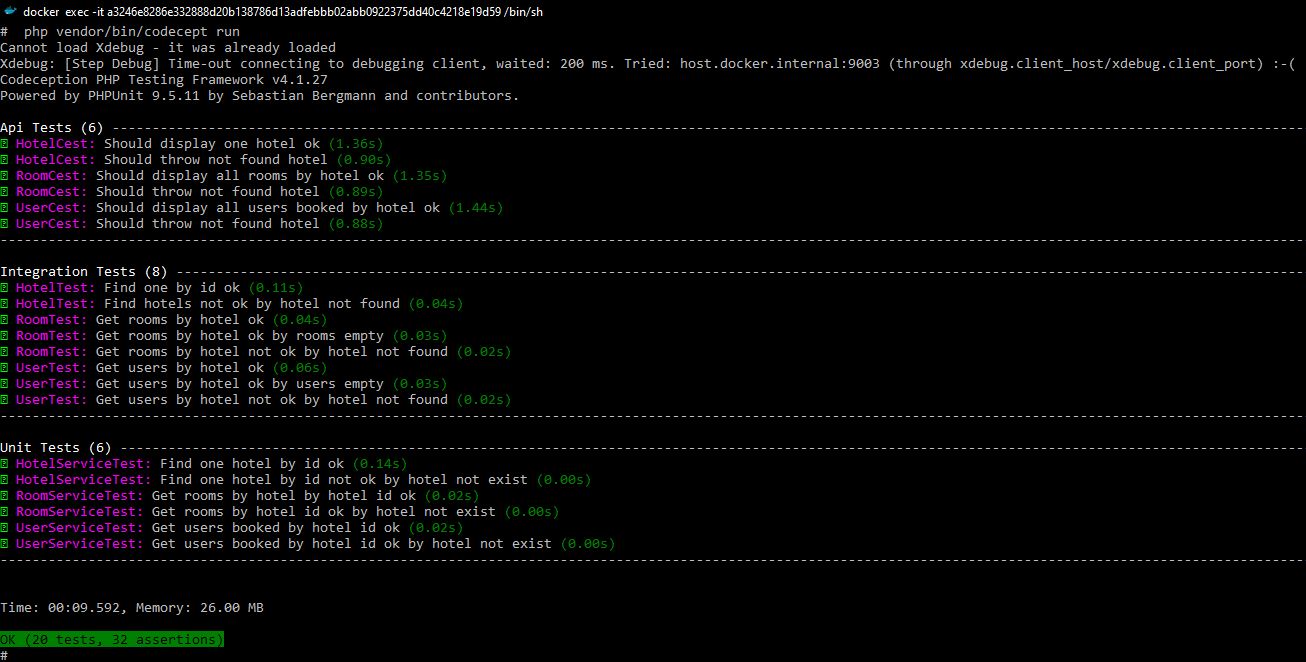 docker exec -it a3246e8286e332888d20b138786d13adfebbb02abb0922375dd40c4218e19d59 /bin/sh
#  php vendor/bin/codecept run
Cannot load Xdebug - it was already loaded
Xdebug: [Step Debug] Time-out connecting to debugging client, waited: 200 ms. Tried: host.docker.internal:9003 (through xdebug.client_host/xdebug.client_port) :-(
Codeception PHP Testing Framework v4.1.27
Powered by PHPUnit 9.5.11 by Sebastian Bergmann and contributors.
Api Tests (6) ----------------------------------------------------------------------------------------------------------------------------------------------------
HotelCest: Should display one hotel ok (1.36s)
HotelCest: Should throw not found hotel (0.90s)
RoomCest: Should display all rooms by hotel ok (1.35s)
RoomCest: Should throw not found hotel (0.89s)
UserCest: Should display all users booked by hotel ok (1.44s)
UserCest: Should throw not found hotel (0.88s)
-------------------------------------------------------------------------------------------------------------------------------------------------------------------
Integration Tests (8) ---------------------------------------------------------------------------------------------------------------------------------------------
HotelTest: Find one by id ok (0.11s)
HotelTest: Find hotels not ok by hotel not found (0.04s)
RoomTest: Get rooms by hotel ok (0.04s)
RoomTest: Get rooms by hotel ok by rooms empty (0.03s)
RoomTest: Get rooms by hotel not ok by hotel not found (0.02s)
UserTest: Get users by hotel ok (0.06s)
UserTest: Get users by hotel ok by users empty (0.03s)
UserTest: Get users by hotel not ok by hotel not found (0.02s)
-------------------------------------------------------------------------------------------------------------------------------------------------------------------
Unit Tests (6) ----------------------------------------------------------------------------------------------------------------------------------------------------
HotelServiceTest: Find one hotel by id ok (0.14s)
HotelServiceTest: Find one hotel by id not ok by hotel not exist (0.00s)
RoomServiceTest: Get rooms by hotel by hotel id ok (0.02s)
RoomServiceTest: Get rooms by hotel id ok by hotel not exist (0.00s)
UserServiceTest: Get users booked by hotel id ok (0.02s)
UserServiceTest: Get users booked by hotel id ok by hotel not exist (0.00s)
-------------------------------------------------------------------------------------------------------------------------------------------------------------------
Time: 00:09.592, Memory: 26.00 MB
OK (20 tests, 32 assertions)
#